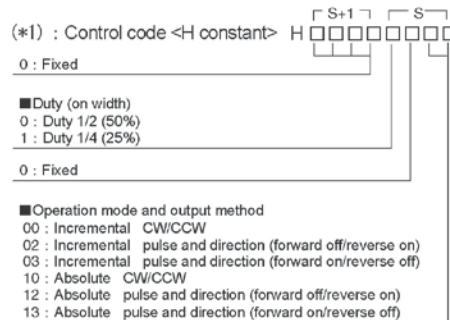 S+1 S
(*1) : Control code <H constant> H □□□□□□□□
0 : Fixed
■Duty (on width)
0 : Duty 1/2 (50%)
1 : Duty 1/4 (25%)
0 : Fixed
■Operation mode and output method
00 : Incremental CW/CCW
02 : Incremental pulse and direction (forward off/reverse on)
03 : Incremental pulse and direction (forward on/reverse off)
10 : Absolute CW/CCW
12 : Absolute pulse and direction (forward off/reverse on)
13 : Absolute pulse and direction (forward on/reverse off)